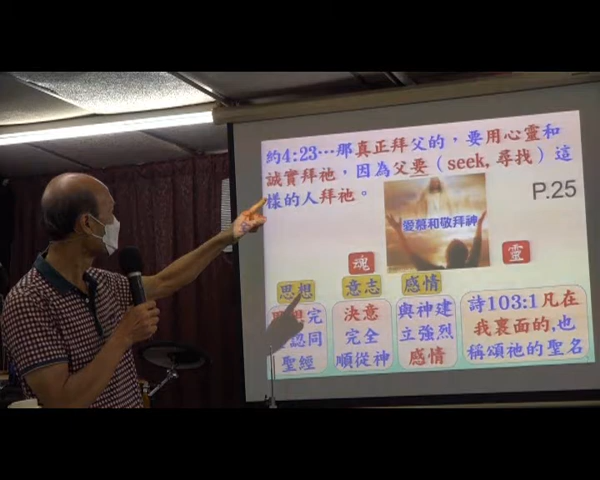 約4:23…那真正拜父的，要用心靈和
誠實拜祂，因為父要（seek, 尋找）這
樣的人拜祂。
P.25
愛慕和敬拜神
魂
靈
思想
意志
感情
完
認同
聖經
決意
完全
順從神
與神建
立強烈
感情
詩103:1凡在
我裏面的,也
稱頌祂的聖名